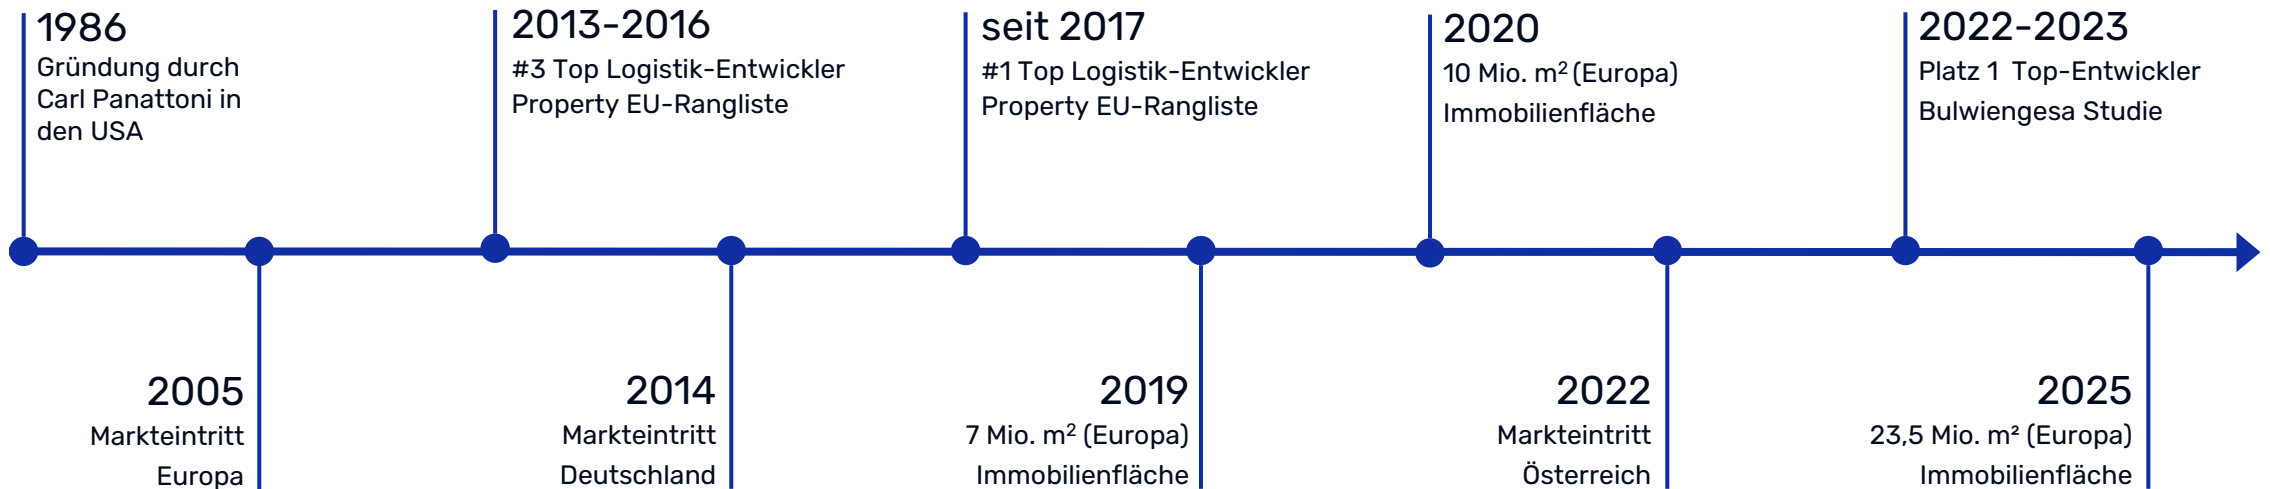 1986
Gründung durch
Carl Panattoni in
den USA
2005
Markteintritt
Europa
2013-2016
#3 Top Logistik-Entwickler
Property EU-Rangliste
2014
Markteintritt
Deutschland
seit 2017
#1 Top Logistik-Entwickler
Property EU-Rangliste
2019
7 Mio. m² (Europa)
Immobilienfläche
2020
10 Mio. m² (Europa)
Immobilienfläche
2022
Markteintritt
Österreich
2022-2023
Platz 1 Top-Entwickler
Bulwiengesa Studie
2025
23,5 Mio. m² (Europa)
Immobilienfläche